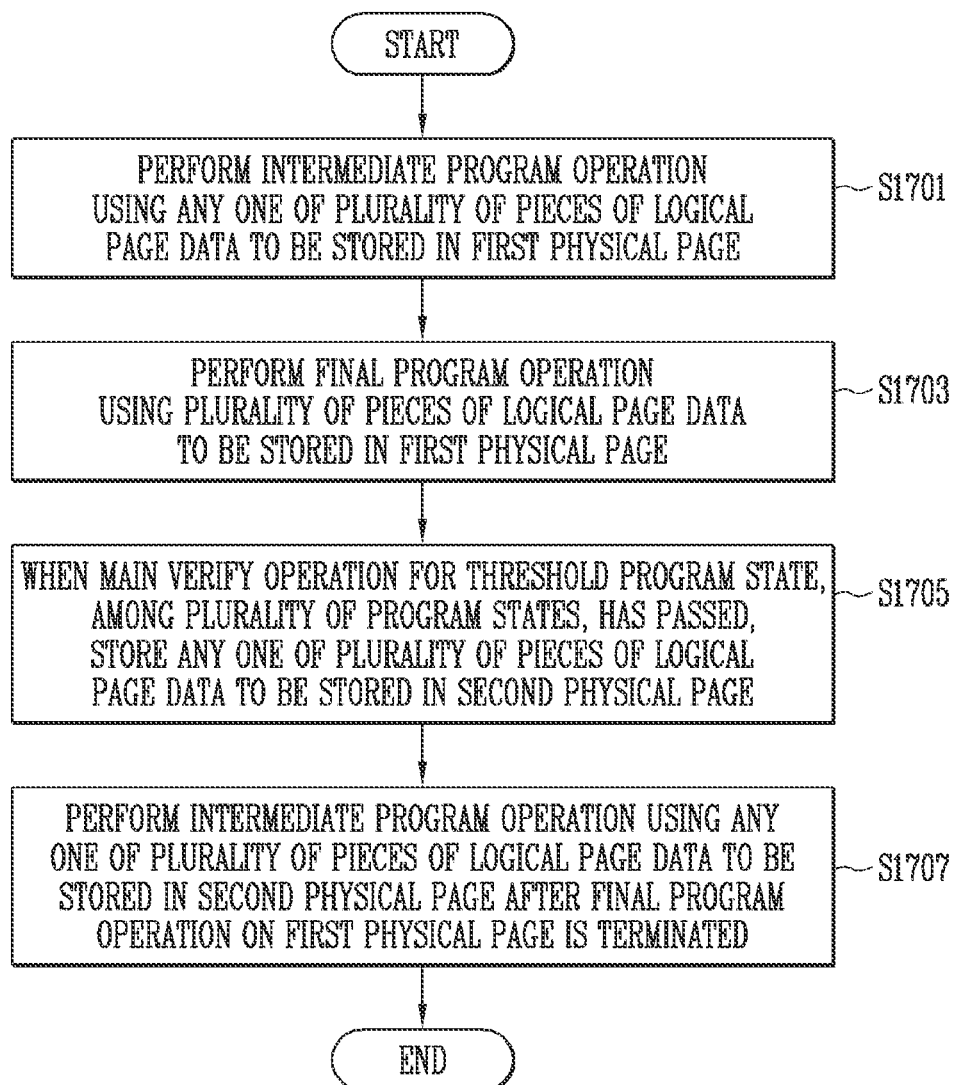 START
PERFORM INTERMEDIATE PROGRAM OPERATION
USING ANY ONE OF PLURALITY OF PIECES OF LOGICAL
PAGE DATA TO BE STORED IN FIRST PHYSICAL PAGE
S1701
PERFORM FINAL PROGRAM OPERATION
USING PLURALITY OF PIECES OF LOGICAL PAGE DATA
TO BE STORED IN FIRST PHYSICAL PAGE
S1703
WHEN MAIN VERIFY OPERATION FOR THRESHOLD PROGRAM STATE,
AMONG PLURALITY OF PROGRAM STATES, HAS PASSED,
STORE ANY ONE OF PLURALITY OF PIECES OF LOGICAL
PAGE DATA TO BE STORED IN SECOND PHYSICAL PAGE
S1705
PERFORM INTERMEDIATE PROGRAM OPERATION USING ANY
ONE OF PLURALITY OF PIECES OF LOGICAL PAGE DATA TO BE
STORED IN SECOND PHYSICAL PAGE AFTER FINAL PROGRAM
OPERATION ON FIRST PHYSICAL PAGE IS TERMINATED
S1707
END